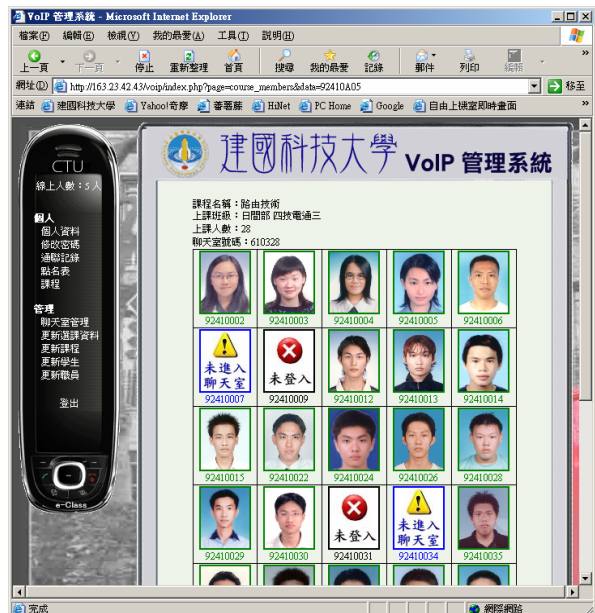 VoIP 管理系統 - Microsoft Internet Explorer
檔案(F) 編輯(E) 檢視(V) 我的最愛(A) 工具(T) 說明(H)
上一頁 下一頁 停止 重新整理 首頁 搜尋 我的最愛 記錄 郵件 列印 編輯 »
網址(D) http://163.23.42.43/voip/index.php?page=course_members&data=92410A05 移至
連結 建國科技大學 Yahoo!奇摩 蕃薯藤 HiNet PC Home Google 自由上機室即時畫面 »
建國科技大學 VoIP 管理系統
CTU
線上人數：5 人
個人
個人資料
修改密碼
通聯記錄
點名表
課程
管理
聊天室管理
更新選課資料
更新課程
更新學生
更新職員
登出
e-Class
課程名稱：路由技術
上課班級：日間部 四技電通三
上課人數：28
聊天室號碼：610328
92410002 92410003 92410004 92410005 92410006
未進入
聊天室
未登入
92410007 92410009 92410012 92410013 92410014
92410015 92410022 92410024 92410026 92410028
未登入
未進入
聊天室
92410029 92410030 92410031 92410034 92410035
完成 網際網路